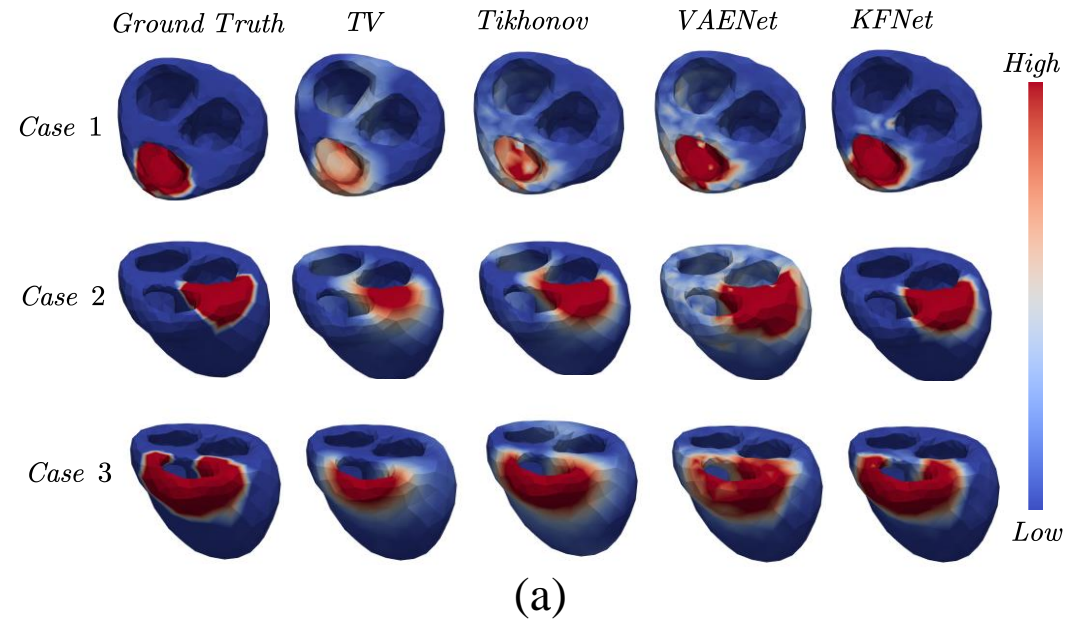 Ground Truth TV Tikhonov VAENet KFNet
High
Case 1
Case 2
Case 3
Low
(a)